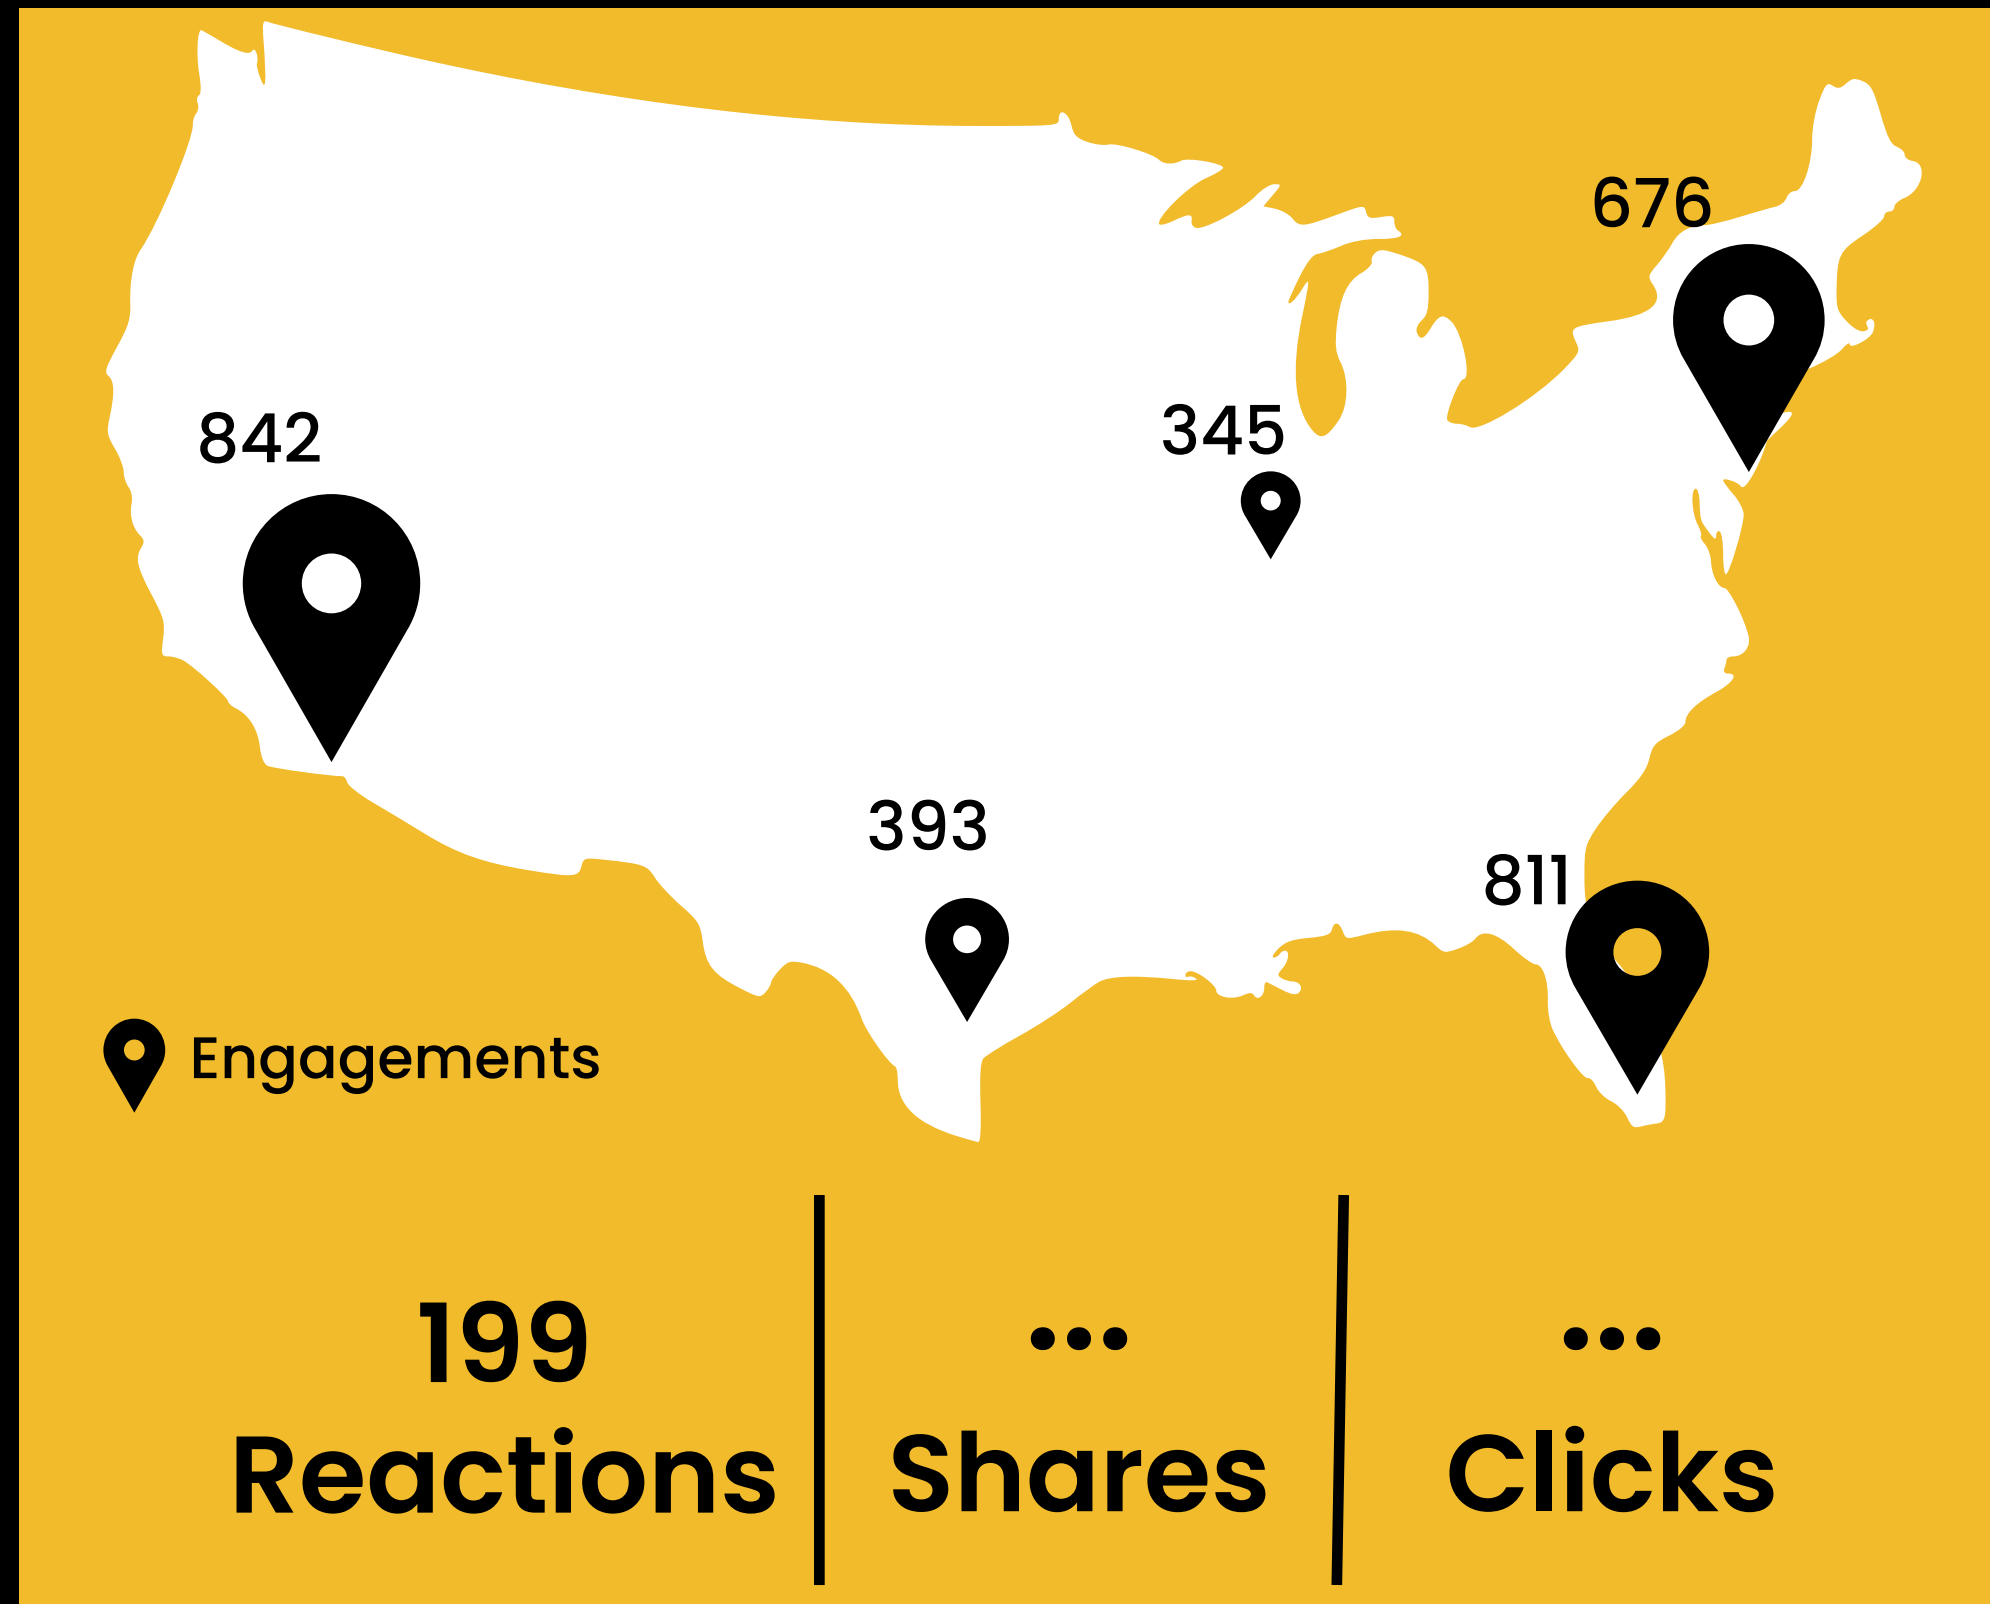 676
345
842
393
811
Engagements
199
Reactions
...
Shares
...
Clicks